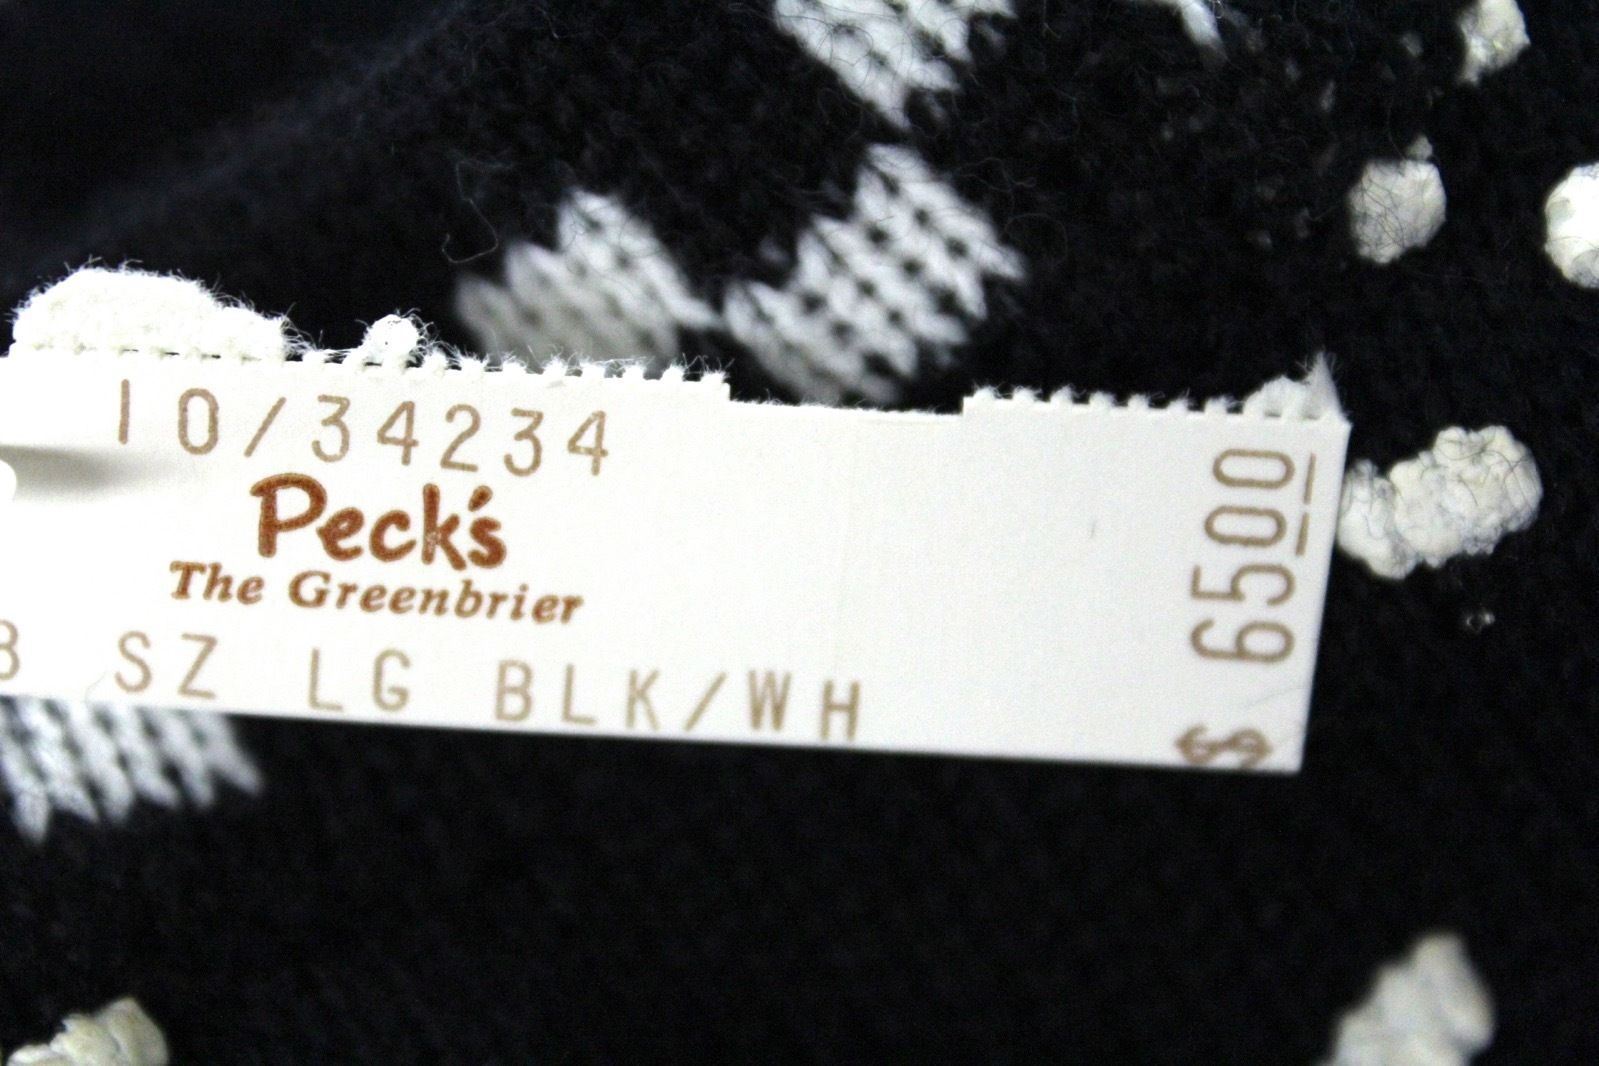 10/34234
Peck's
The Greenbrier
B SZ LG BLK/WH
$ 6500